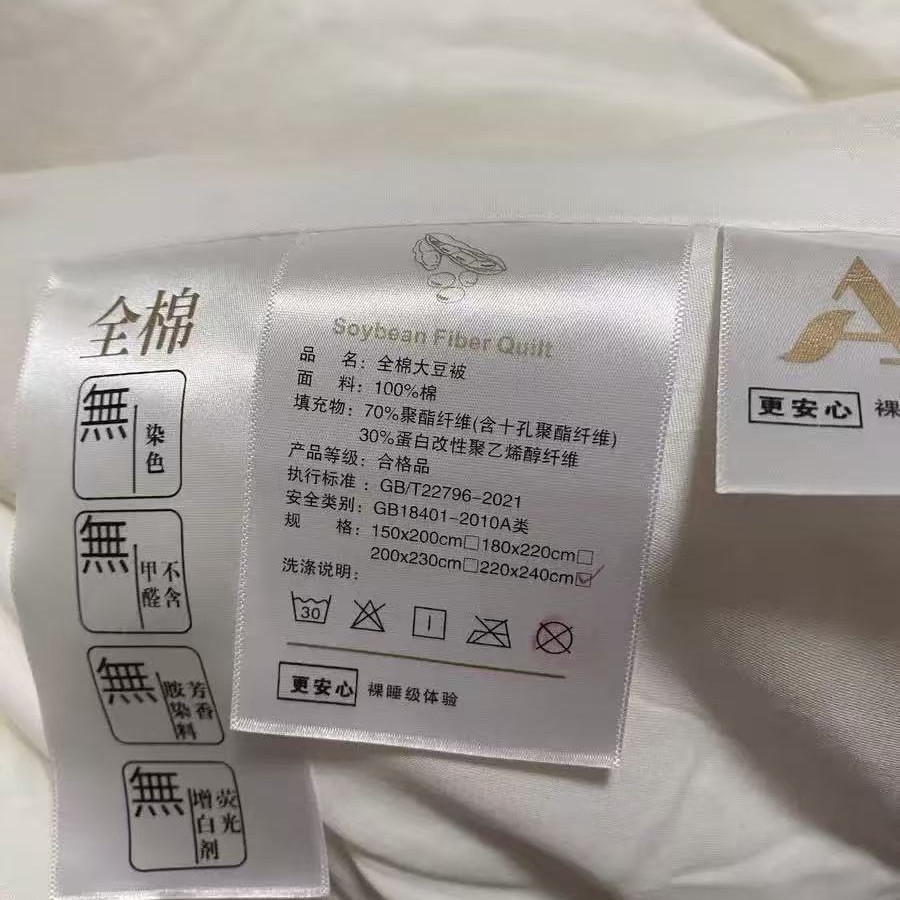 全棉
無
染色
無
不含
甲醛
無
芳香
胺染料
無
荧光
增白剂
Soybean Fiber Quilt
品 名：全棉大豆被
面 料：100%棉
填充物：70%聚酯纤维(含十孔聚酯纤维)
30%蛋白改性聚乙烯醇纤维
产品等级：合格品
执行标准：GB/T22796-2021
安全类别：GB18401-2010A类
规 格：150x200cm□180x220cm□
200x230cm□220x240cm☑
洗涤说明：
30
更安心 裸睡级体验
A
更安心 裸